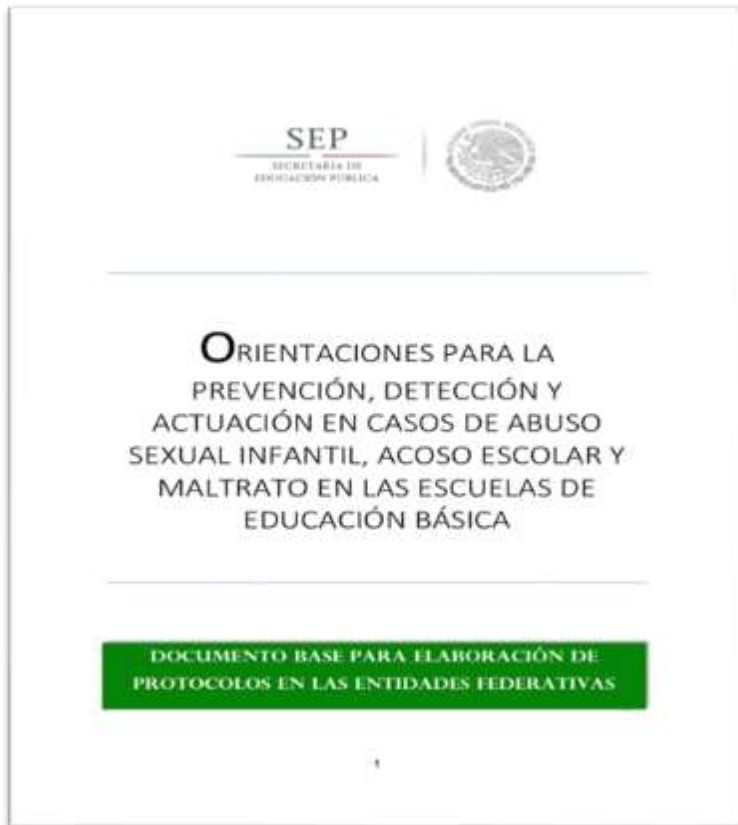 SEP
SECRETARÍA DE
EDUCACIÓN PÚBLICA
ORIENTACIONES PARA LA
PREVENCIÓN, DETECCIÓN Y
ACTUACIÓN EN CASOS DE ABUSO
SEXUAL INFANTIL, ACOSO ESCOLAR Y
MALTRATO EN LAS ESCUELAS DE
EDUCACIÓN BÁSICA
DOCUMENTO BASE PARA ELABORACIÓN DE
PROTOCOLOS EN LAS ENTIDADES FEDERATIVAS
1